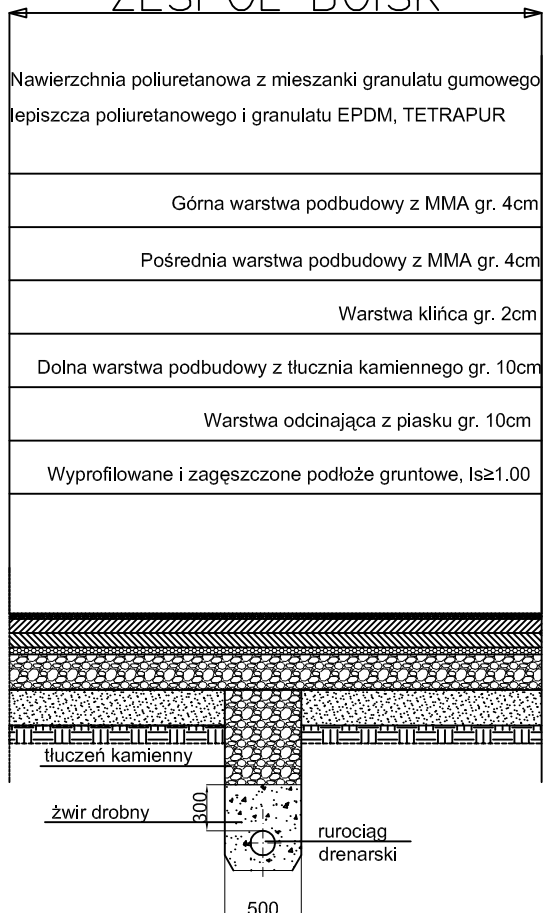 ZESPÓŁ BOISK
Nawierzchnia poliuretanowa z mieszanki granulatu gumowego
lepiszcza poliuretanowego i granulatu EPDM, TETRAPUR
Górna warstwa podbudowy z MMA gr. 4cm
Pośrednia warstwa podbudowy z MMA gr. 4cm
Warstwa klińca gr. 2cm
Dolna warstwa podbudowy z tłucznia kamiennego gr. 10cm
Warstwa odcinająca z piasku gr. 10cm
Wyprofilowane i zagęszczone podłoże gruntowe, Is≥1.00
tłuczeń kamienny
żwir drobny
300
rurociąg
drenarski
500